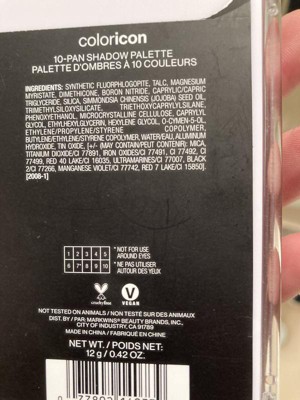 coloricon
10-PAN SHADOW PALETTE
PALETTE D'OMBRES À 10 COULEURS
INGREDIENTS: SYNTHETIC FLUORPHLOGOPITE, TALC, MAGNESIUM
MYRISTATE, DIMETHICONE, BORON NITRIDE, CAPRYLIC/CAPRIC
TRIGLYCERIDE, SILICA, SIMMONDSIA CHINENSIS (JOJOBA) SEED OIL,
TRIMETHYLSILOXYSILICATE, TRIETHOXYCAPRYLYLSILANE,
PHENOXYETHANOL, MICROCRYSTALLINE CELLULOSE, CAPRYLYL
GLYCOL, ETHYLHEXYLGLYCERIN, HEXYLENE GLYCOL, O-CYMEN-5-OL,
ETHYLENE/PROPYLENE/STYRENE COPOLYMER,
BUTYLENE/ETHYLENE/STYRENE COPOLYMER, WATER/EAU, ALUMINUM
HYDROXIDE, TIN OXIDE, [+/- (MAY CONTAIN/PEUT CONTENIR): MICA,
TITANIUM DIOXIDE/CI 77891, IRON OXIDES/CI 77491, CI 77492, CI
77499, RED 40 LAKE/CI 16035, ULTRAMARINES/CI 77007, BLACK
2/CI 77266, MANGANESE VIOLET/CI 77742, RED 7 LAKE/CI 15850].
[2008-1]
1 2 3 4 5
6 7* 8 9 10
* NOT FOR USE
AROUND EYES
* NE PAS UTILISER
AUTOUR DES YEUX
crueltyfree
V
VEGAN
NOT TESTED ON ANIMALS / NON TESTÉ SUR DES ANIMAUX
DIST. BY / PAR: MARKWINS® BEAUTY BRANDS, INC.,
CITY OF INDUSTRY, CA 91789
MADE IN CHINA / FABRIQUÉ EN CHINE
NET WT. / POIDS NET:
12 g / 0.42 OZ.